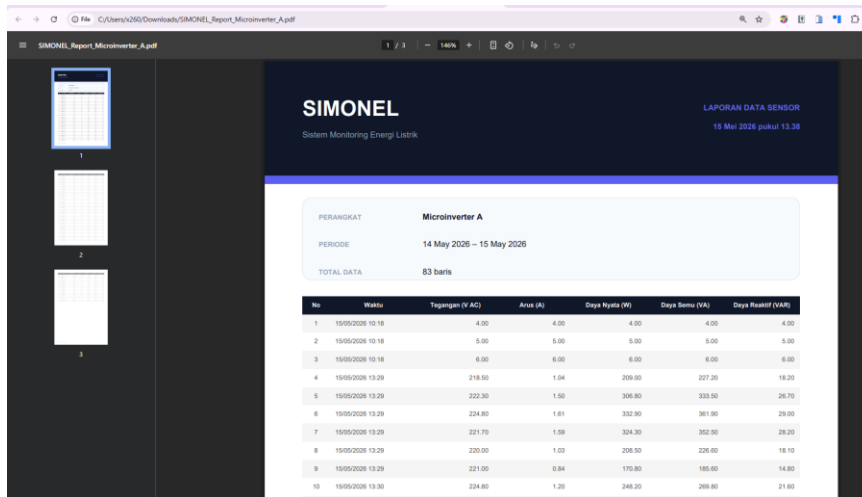 File C:/Users/x260/Downloads/SIMONEL_Report_Microinverter_A.pdf
SIMONEL_Report_Microinverter_A.pdf 1 / 3 − 146% +
1
2
3
SIMONEL
Sistem Monitoring Energi Listrik
LAPORAN DATA SENSOR
15 Mei 2026 pukul 13.38
PERANGKAT Microinverter A
PERIODE 14 May 2026 – 15 May 2026
TOTAL DATA 83 baris
No Waktu Tegangan (V AC) Arus (A) Daya Nyata (W) Daya Semu (VA) Daya Reaktif (VAR)
1 15/05/2026 10:18 4.00 4.00 4.00 4.00 4.00
2 15/05/2026 10:18 5.00 5.00 5.00 5.00 5.00
3 15/05/2026 10:18 6.00 6.00 6.00 6.00 6.00
4 15/05/2026 13:29 218.50 1.04 209.00 227.20 18.20
5 15/05/2026 13:29 222.30 1.50 306.80 333.50 26.70
6 15/05/2026 13:29 224.80 1.61 332.90 361.90 29.00
7 15/05/2026 13:29 221.70 1.59 324.30 352.50 28.20
8 15/05/2026 13:29 220.00 1.03 208.50 226.60 18.10
9 15/05/2026 13:29 221.00 0.84 170.80 185.60 14.80
10 15/05/2026 13:30 224.80 1.20 248.20 269.80 21.60